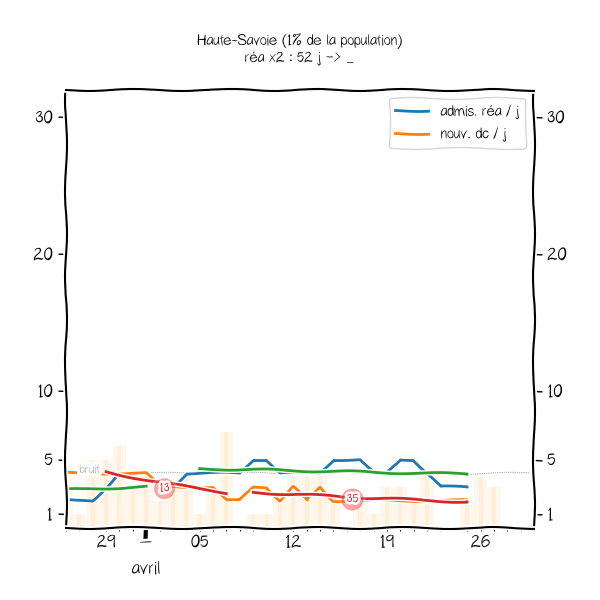 Haute-Savoie (1% de la population)
réa x2 : 52 j -> _
admis. réa / j
nouv. dc / j
30
30
20
20
10
10
5
5
bruit
13
35
1
1
29
05
12
19
26
avril